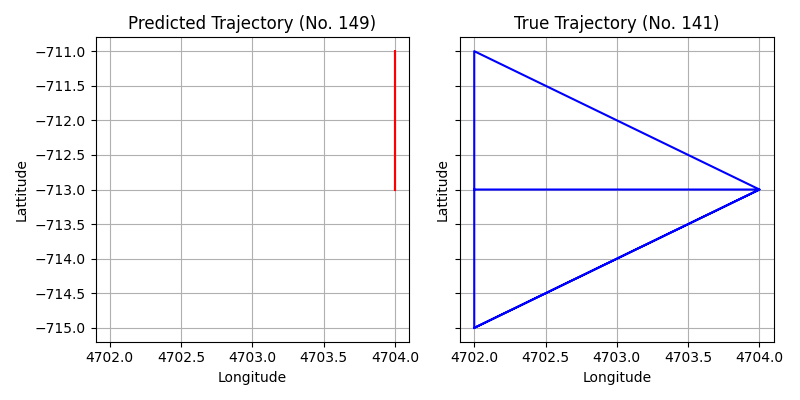 Predicted Trajectory (No. 149)
−711.0
−711.5
−712.0
−712.5
−713.0
−713.5
−714.0
−714.5
−715.0
Lattitude
4702.0 4702.5 4703.0 4703.5 4704.0
Longitude
True Trajectory (No. 141)
Lattitude
4702.0 4702.5 4703.0 4703.5 4704.0
Longitude